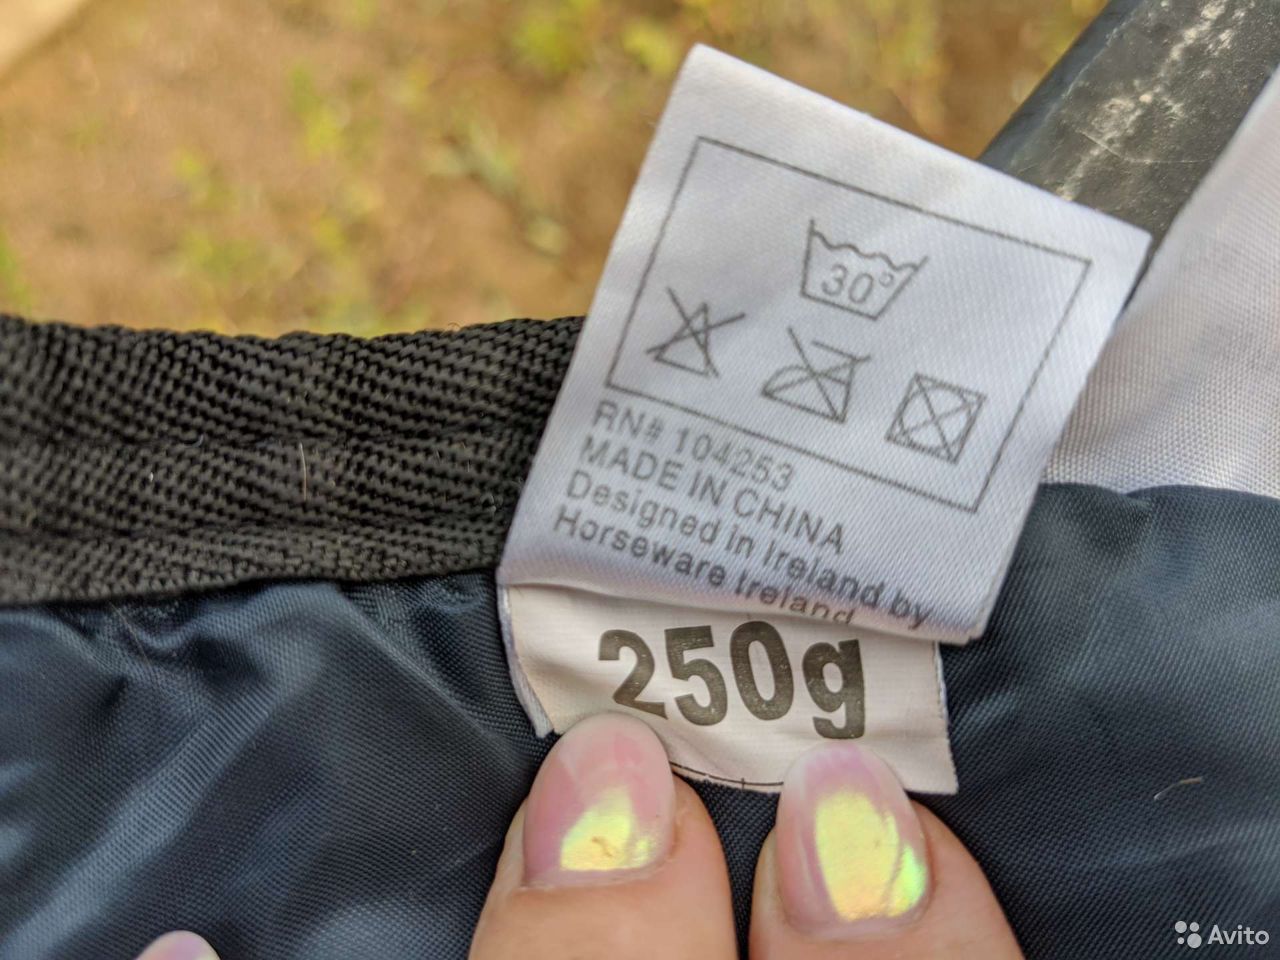 30°
RN# 104253
MADE IN CHINA
Designed in Ireland by
Horseware Ireland
250g
Avito